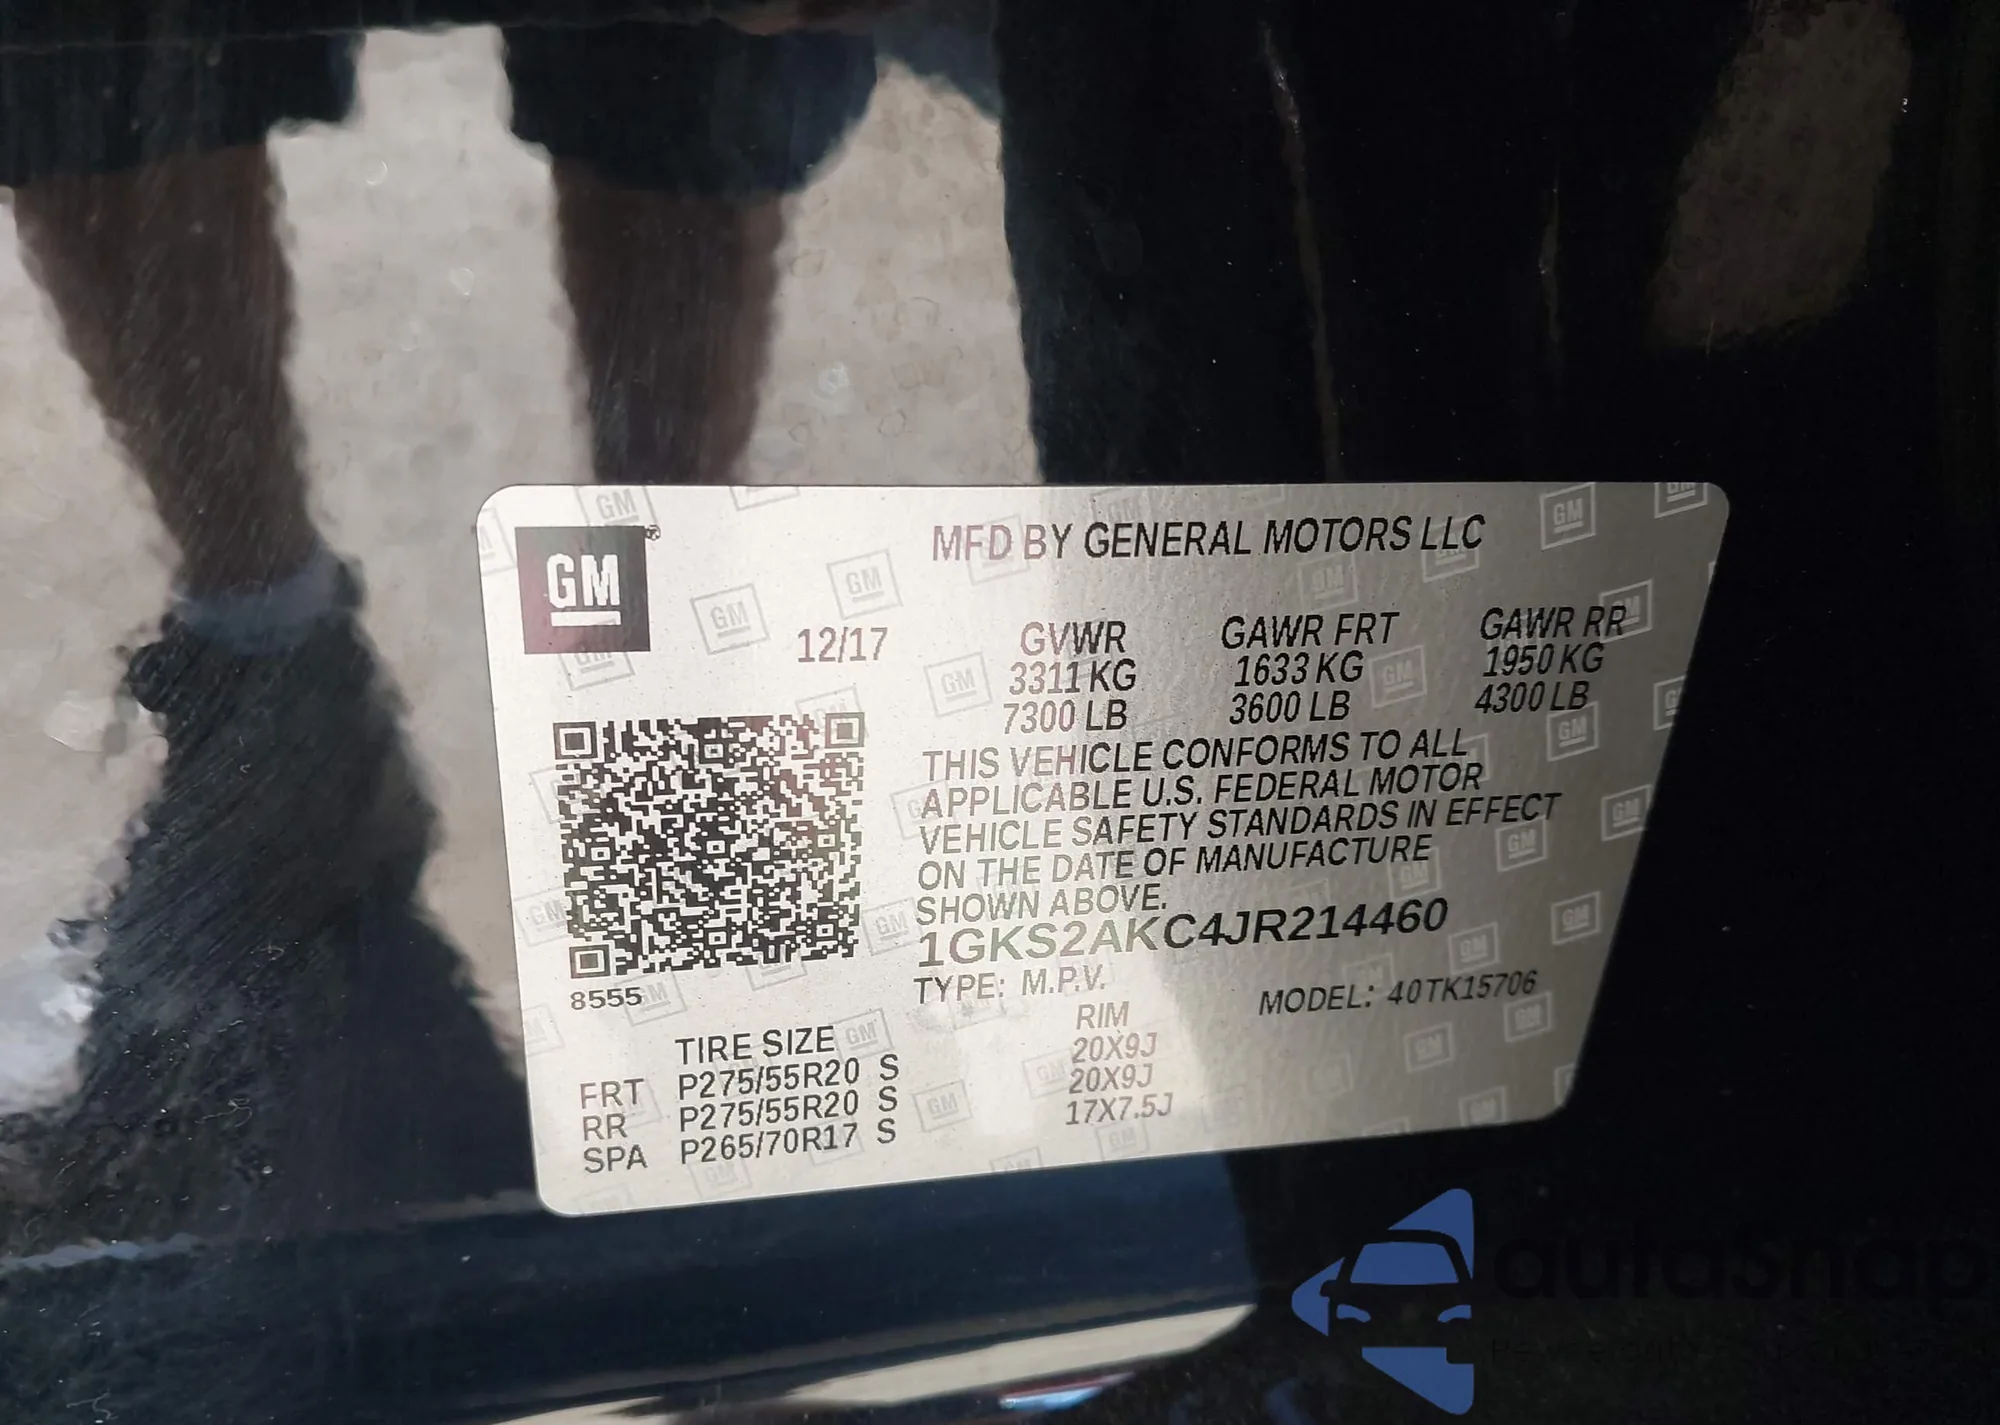 GM
MFD BY GENERAL MOTORS LLC
12/17
GVWR GAWR FRT GAWR RR
3311 KG 1633 KG 1950 KG
7300 LB 3600 LB 4300 LB
THIS VEHICLE CONFORMS TO ALL
APPLICABLE U.S. FEDERAL MOTOR
VEHICLE SAFETY STANDARDS IN EFFECT
ON THE DATE OF MANUFACTURE
SHOWN ABOVE.
1GKS2AKC4JR214460
TYPE: M.P.V. MODEL: 40TK15706
8555
TIRE SIZE RIM
FRT P275/55R20 S 20X9J
RR P275/55R20 S 20X9J
SPA P265/70R17 S 17X7.5J
autosnap